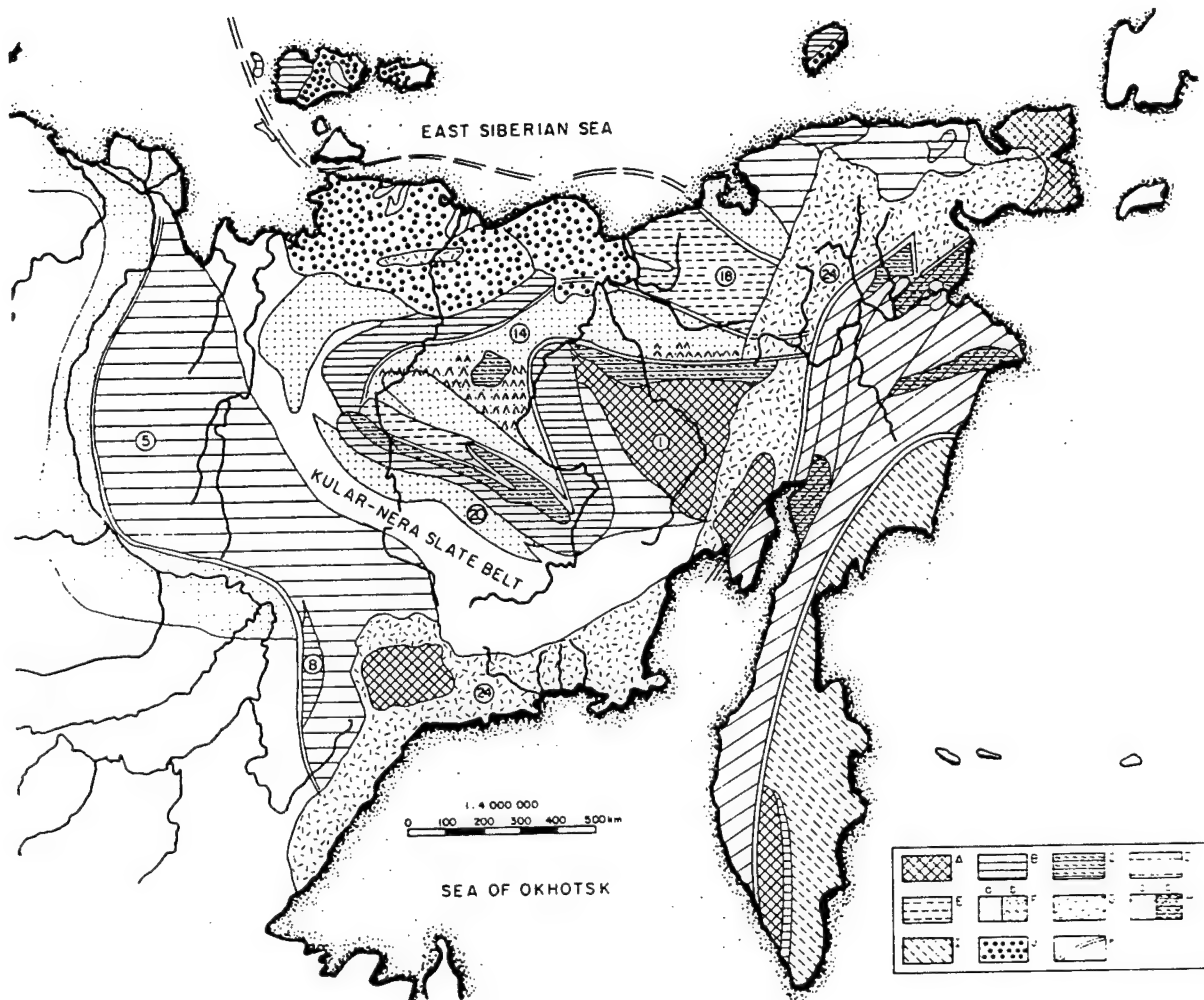 EAST SIBERIAN SEA
18
24
14
5
1
KULAR-NERA SLATE BELT
20
8
24
1:4 000 000
0 100 200 300 400 500 km
SEA OF OKHOTSK
A
B
E